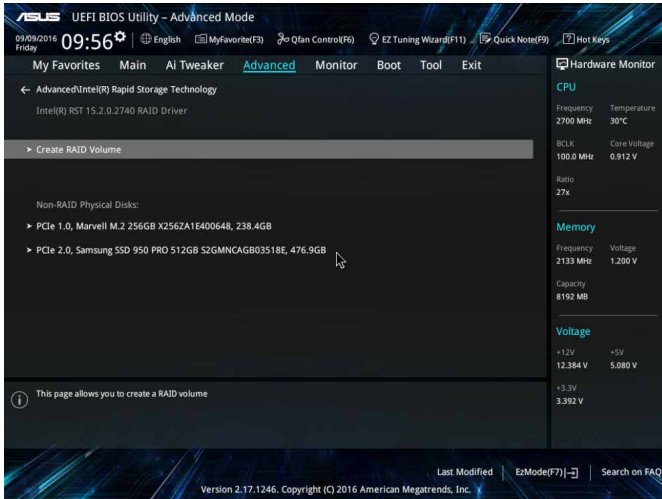 ASUS UEFI BIOS Utility – Advanced Mode
09/09/2016 Friday 09:56 English MyFavorite(F3) Qfan Control(F6) EZ Tuning Wizard(F11) Quick Note(F9) ? Hot Keys
My Favorites Main Ai Tweaker Advanced Monitor Boot Tool Exit
Hardware Monitor
← Advanced\Intel(R) Rapid Storage Technology
Intel(R) RST 15.2.0.2740 RAID Driver
> Create RAID Volume
Non-RAID Physical Disks:
> PCIe 1.0, Marvell M.2 256GB X256ZA1E400648, 238.4GB
> PCIe 2.0, Samsung SSD 950 PRO 512GB S2GMNCAGB03518E, 476.9GB
CPU
Frequency Temperature
2700 MHz 30°C
BCLK Core Voltage
100.0 MHz 0.912 V
Ratio
27x
Memory
Frequency Voltage
2133 MHz 1.200 V
Capacity
8192 MB
Voltage
+12V +5V
12.384 V 5.080 V
+3.3V
3.392 V
i This page allows you to create a RAID volume
Last Modified EzMode(F7) Search on FAQ
Version 2.17.1246. Copyright (C) 2016 American Megatrends, Inc.